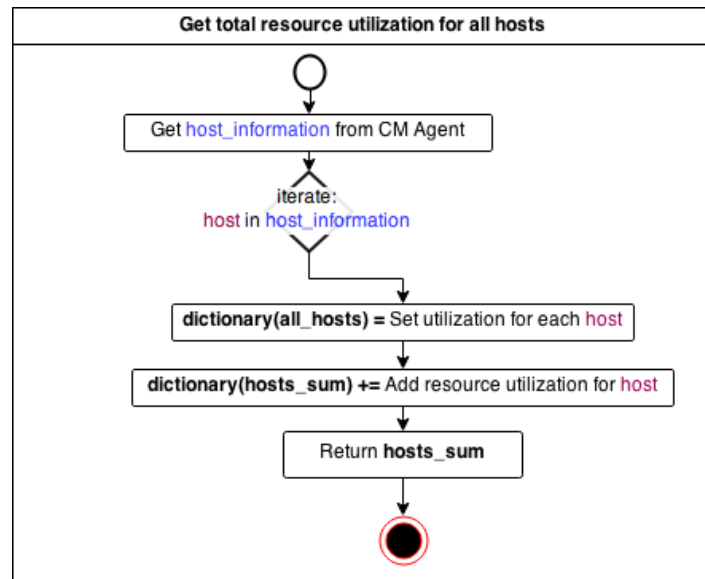 Get total resource utilization for all hosts
Get host_information from CM Agent
iterate:
host in host_information
dictionary(all_hosts) = Set utilization for each host
dictionary(hosts_sum) += Add resource utilization for host
Return hosts_sum